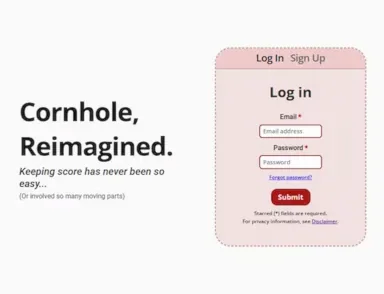 Log In Sign Up
Cornhole,
Reimagined.
Keeping score has never been so
easy...
(Or involved so many moving parts)
Log in
Email *
Email address
Password *
Password
Forgot password?
Submit
Starred (*) fields are required.
For privacy information, see Disclaimer.